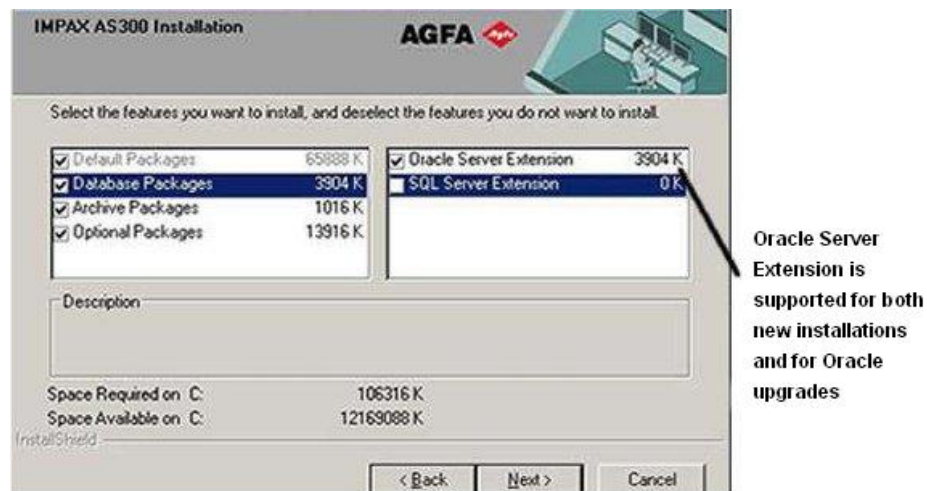 IMPAX AS300 Installation
AGFA
Select the features you want to install, and deselect the features you do not want to install.
Default Packages 65888 K
Database Packages 3904 K
Archive Packages 1016 K
Optional Packages 13916 K
Oracle Server Extension 3904 K
SQL Server Extension 0 K
Oracle Server
Extension is
supported for both
new installations
and for Oracle
upgrades
Description
Space Required on C: 106316 K
Space Available on C: 12169088 K
InstallShield
< Back
Next >
Cancel